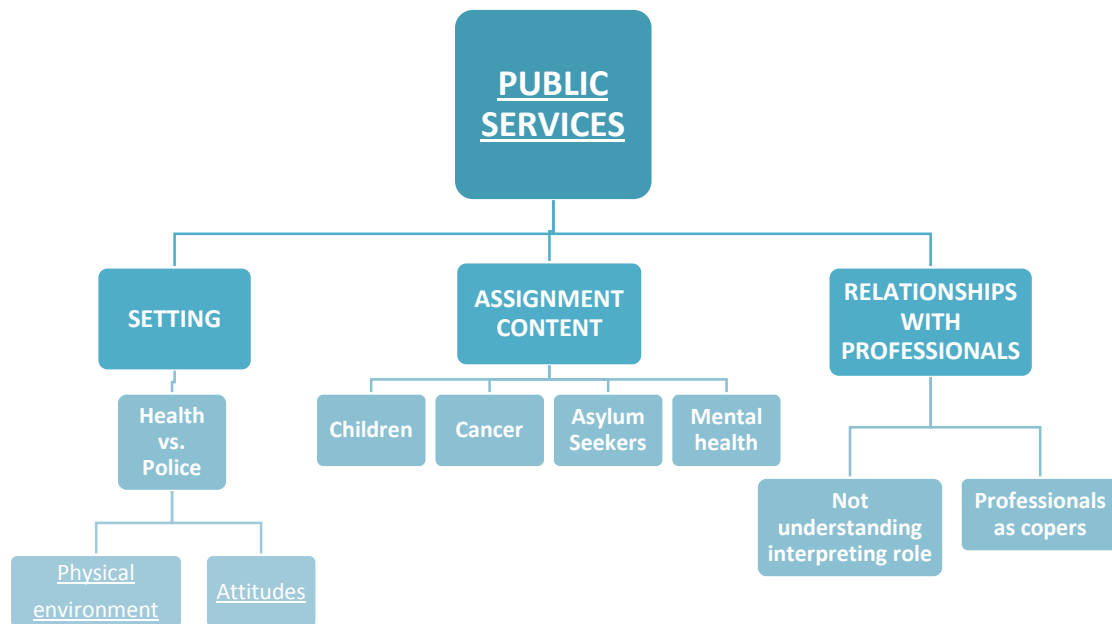 PUBLIC
SERVICES
SETTING
ASSIGNMENT
CONTENT
RELATIONSHIPS
WITH
PROFESSIONALS
Health
vs.
Police
Children
Cancer
Asylum
Seekers
Mental
health
Not
understanding
interpreting role
Professionals
as copers
Physical
environment
Attitudes